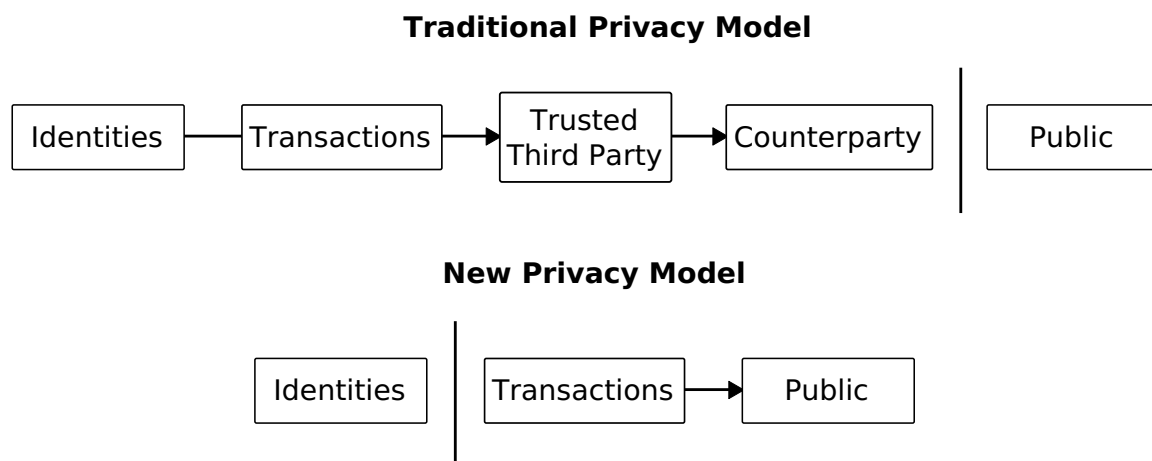 Traditional Privacy Model
Identities
Transactions
Trusted
Third Party
Counterparty
Public
New Privacy Model
Identities
Transactions
Public